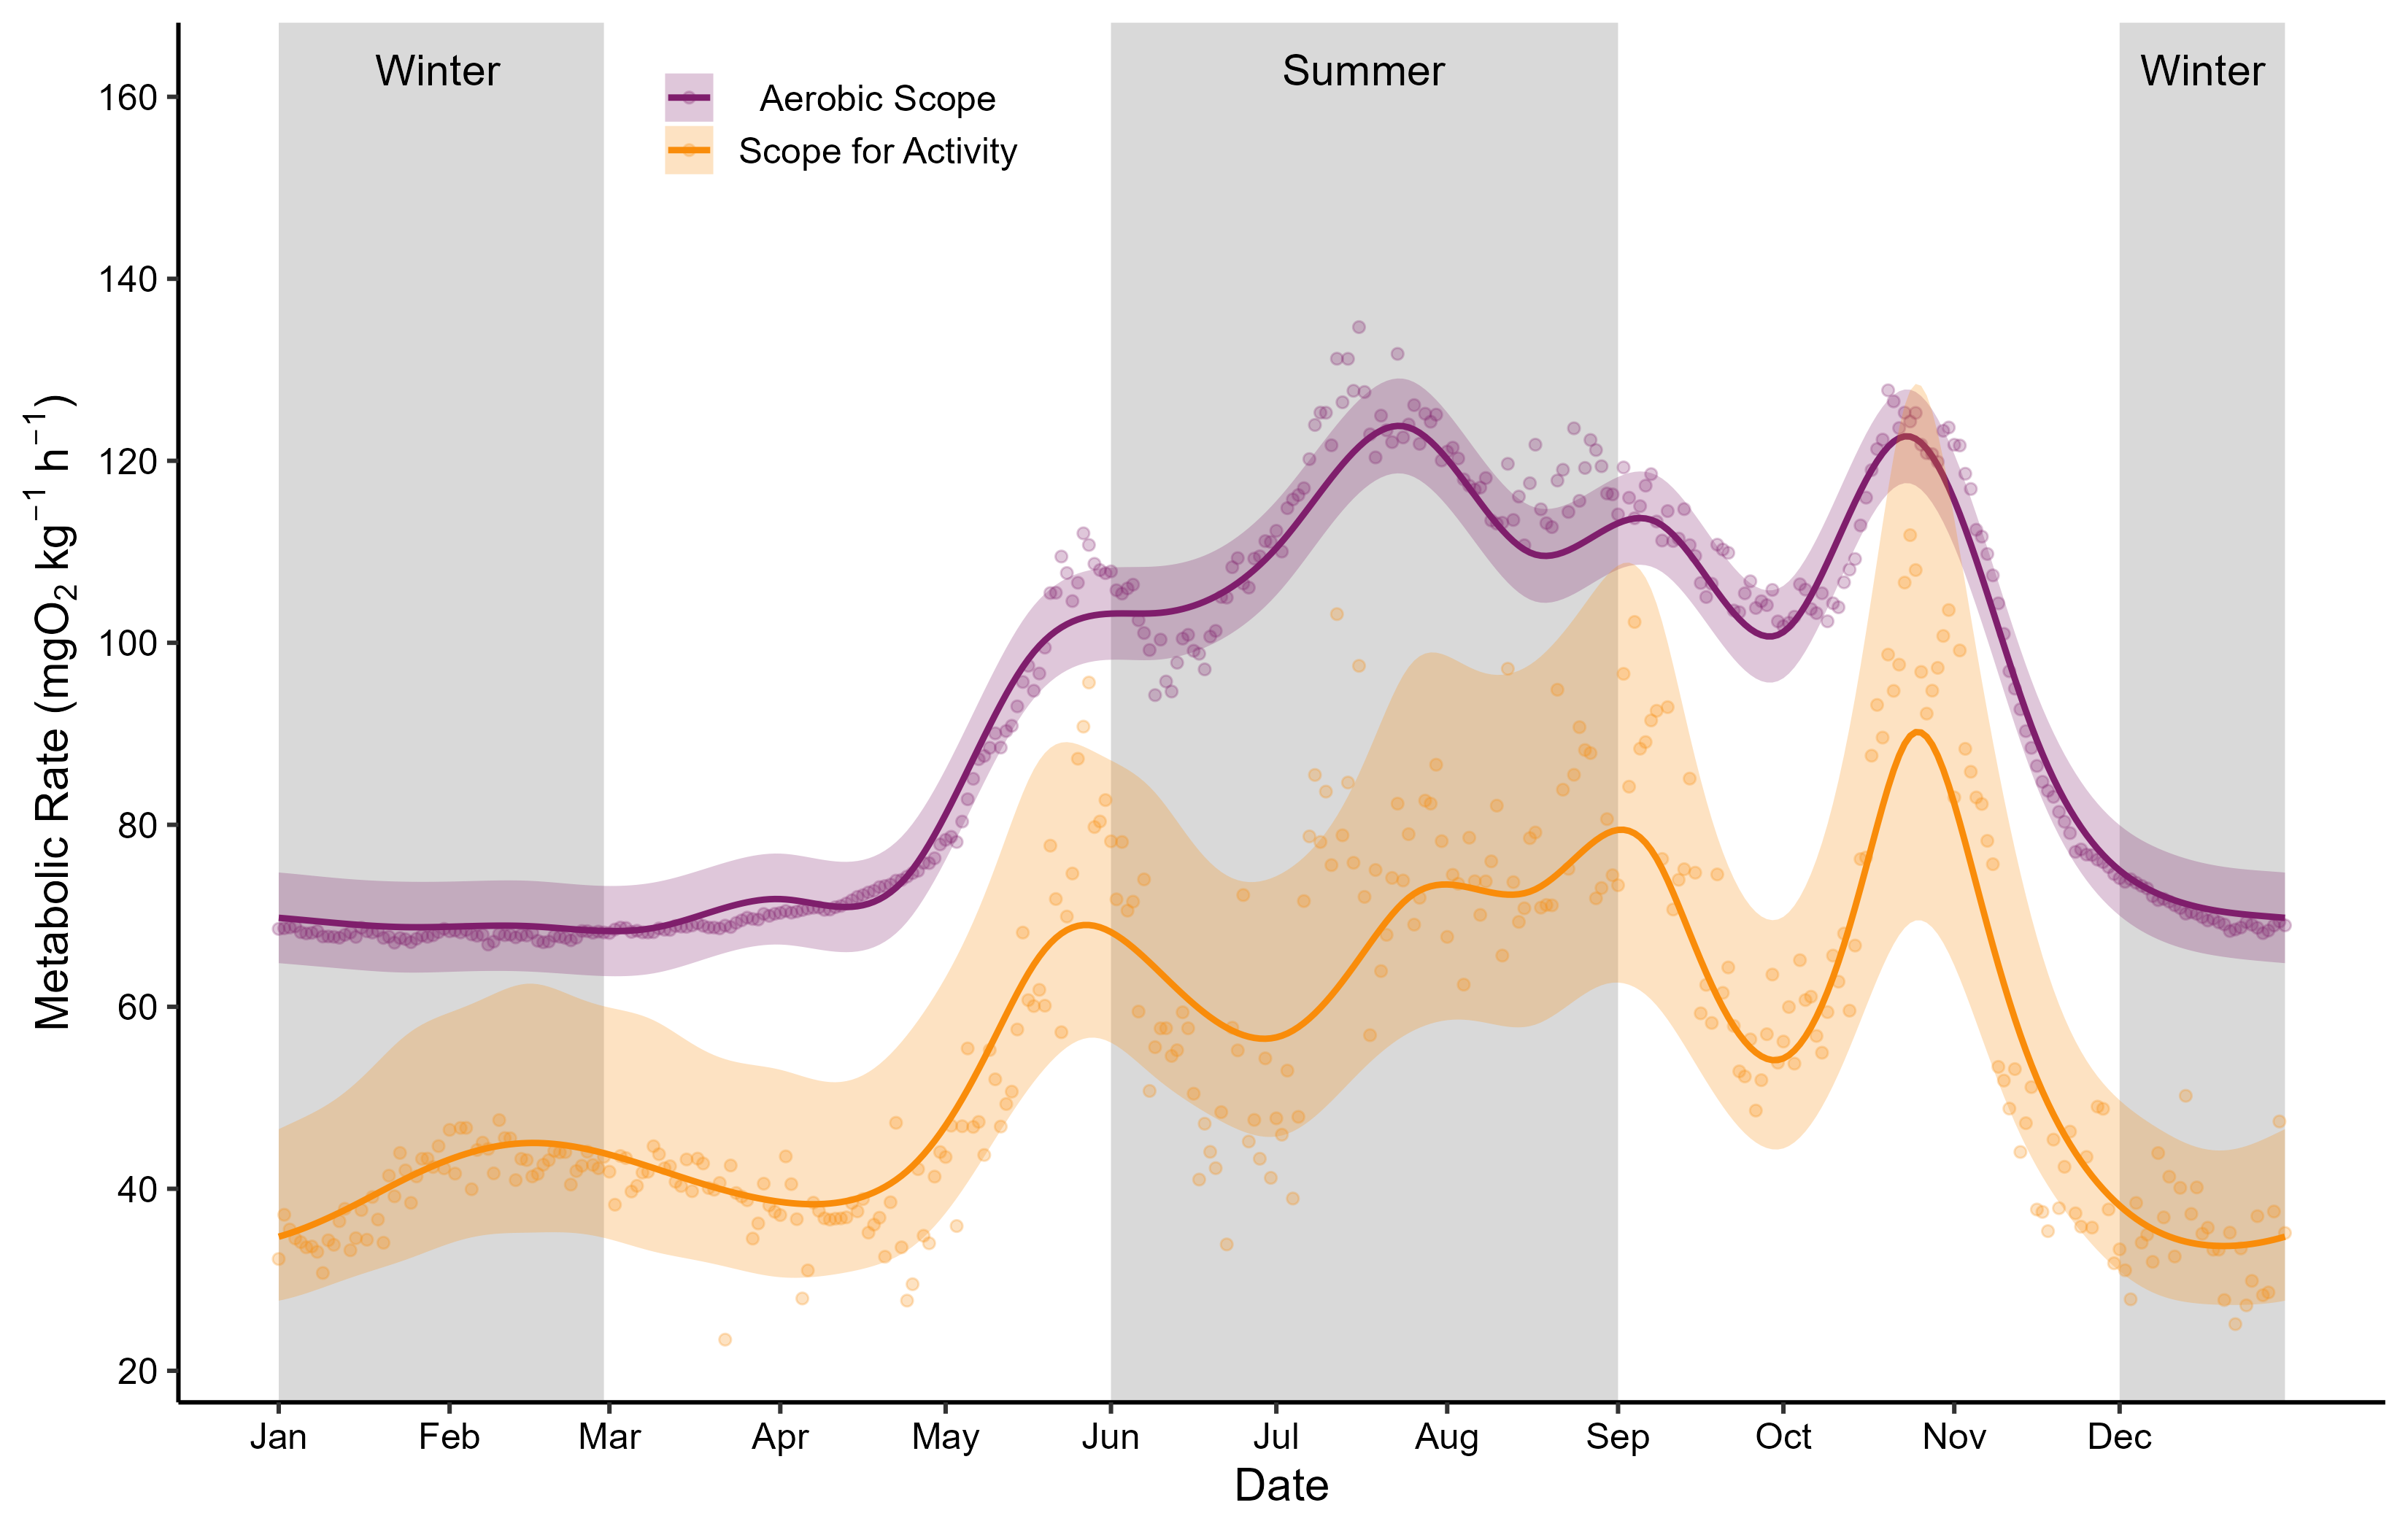 Winter
Summer
Winter
Aerobic Scope
Scope for Activity
160
140
120
100
80
60
40
20
Metabolic Rate (mgO₂ kg⁻¹ h⁻¹)
Jan Feb Mar Apr May Jun Jul Aug Sep Oct Nov Dec
Date